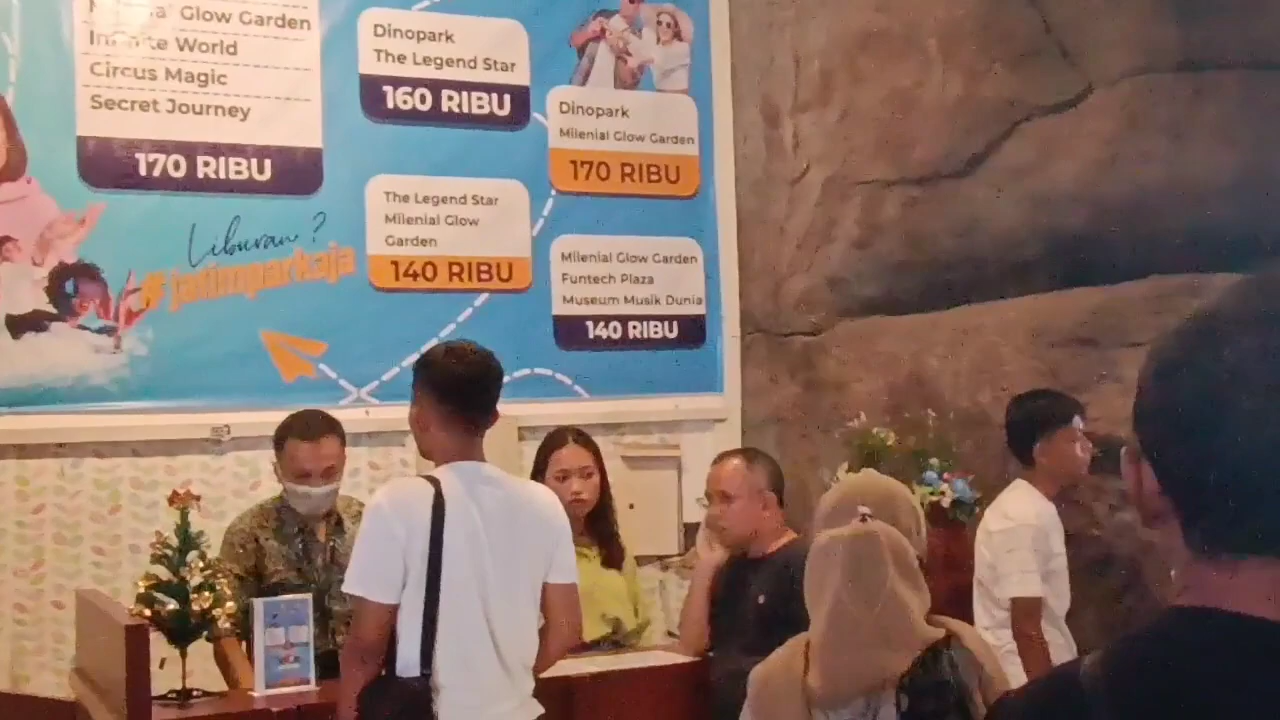 Glow Garden
Infinite World
Circus Magic
Secret Journey
170 RIBU
Dinopark
The Legend Star
160 RIBU
Dinopark
Milenial Glow Garden
170 RIBU
The Legend Star
Milenial Glow
Garden
140 RIBU
Milenial Glow Garden
Funtech Plaza
Museum Musik Dunia
140 RIBU
Liburan ?
# jatimparkaja